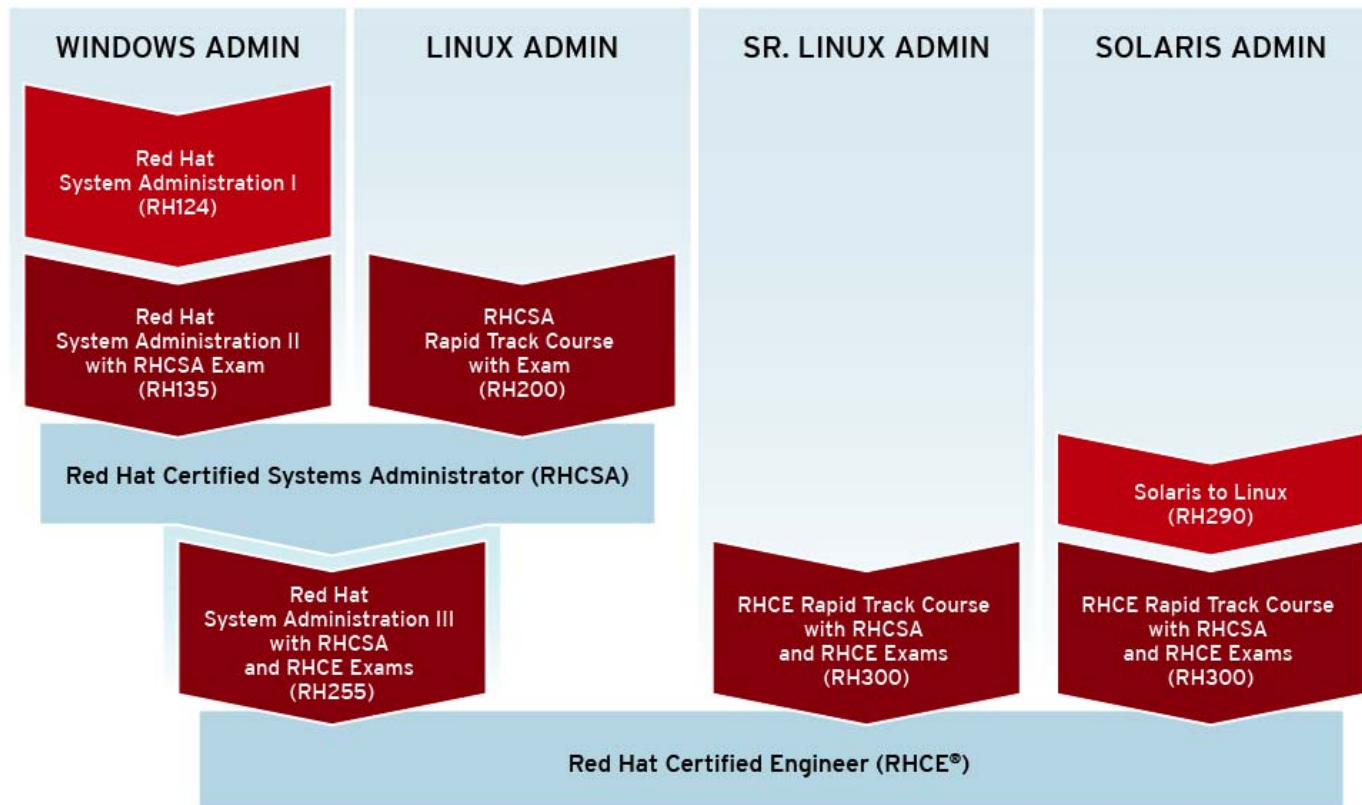 WINDOWS ADMIN
LINUX ADMIN
SR. LINUX ADMIN
SOLARIS ADMIN
Red Hat
System Administration I
(RH124)
Red Hat
System Administration II
with RHCSA Exam
(RH135)
RHCSA
Rapid Track Course
with Exam
(RH200)
Red Hat Certified Systems Administrator (RHCSA)
Solaris to Linux
(RH290)
Red Hat
System Administration III
with RHCSA
and RHCE Exams
(RH255)
RHCE Rapid Track Course
with RHCSA
and RHCE Exams
(RH300)
RHCE Rapid Track Course
with RHCSA
and RHCE Exams
(RH300)
Red Hat Certified Engineer (RHCE®)